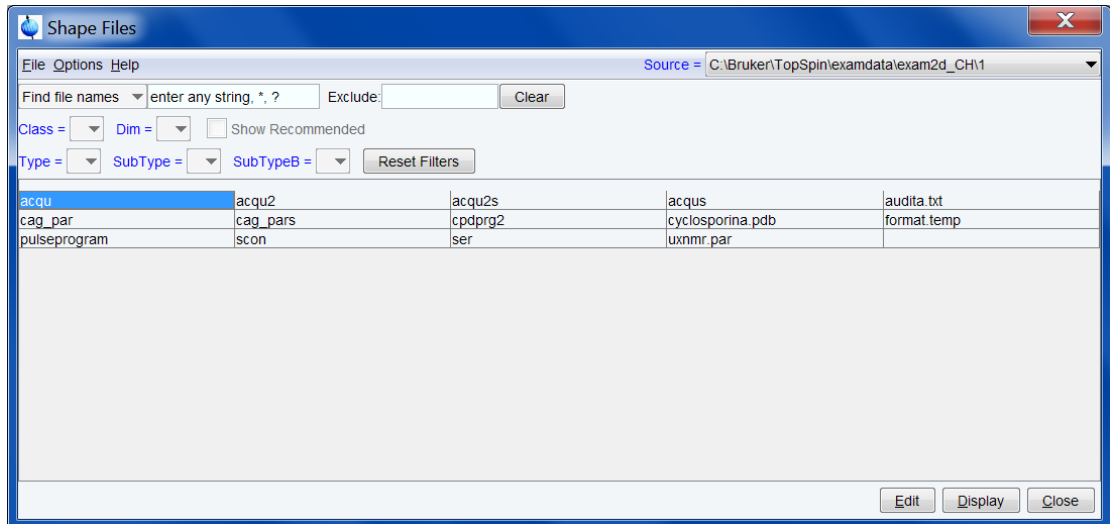 Shape Files
File Options Help Source = C:\Bruker\TopSpin\examdata\exam2d_CH\1
Find file names enter any string, *, ? Exclude: Clear
Class = Dim = Show Recommended
Type = SubType = SubTypeB = Reset Filters
acqu acqu2 acqu2s acqus audita.txt
cag_par cag_pars cpdprg2 cyclosporina.pdb format.temp
pulseprogram scon ser uxnmr.par
Edit Display Close